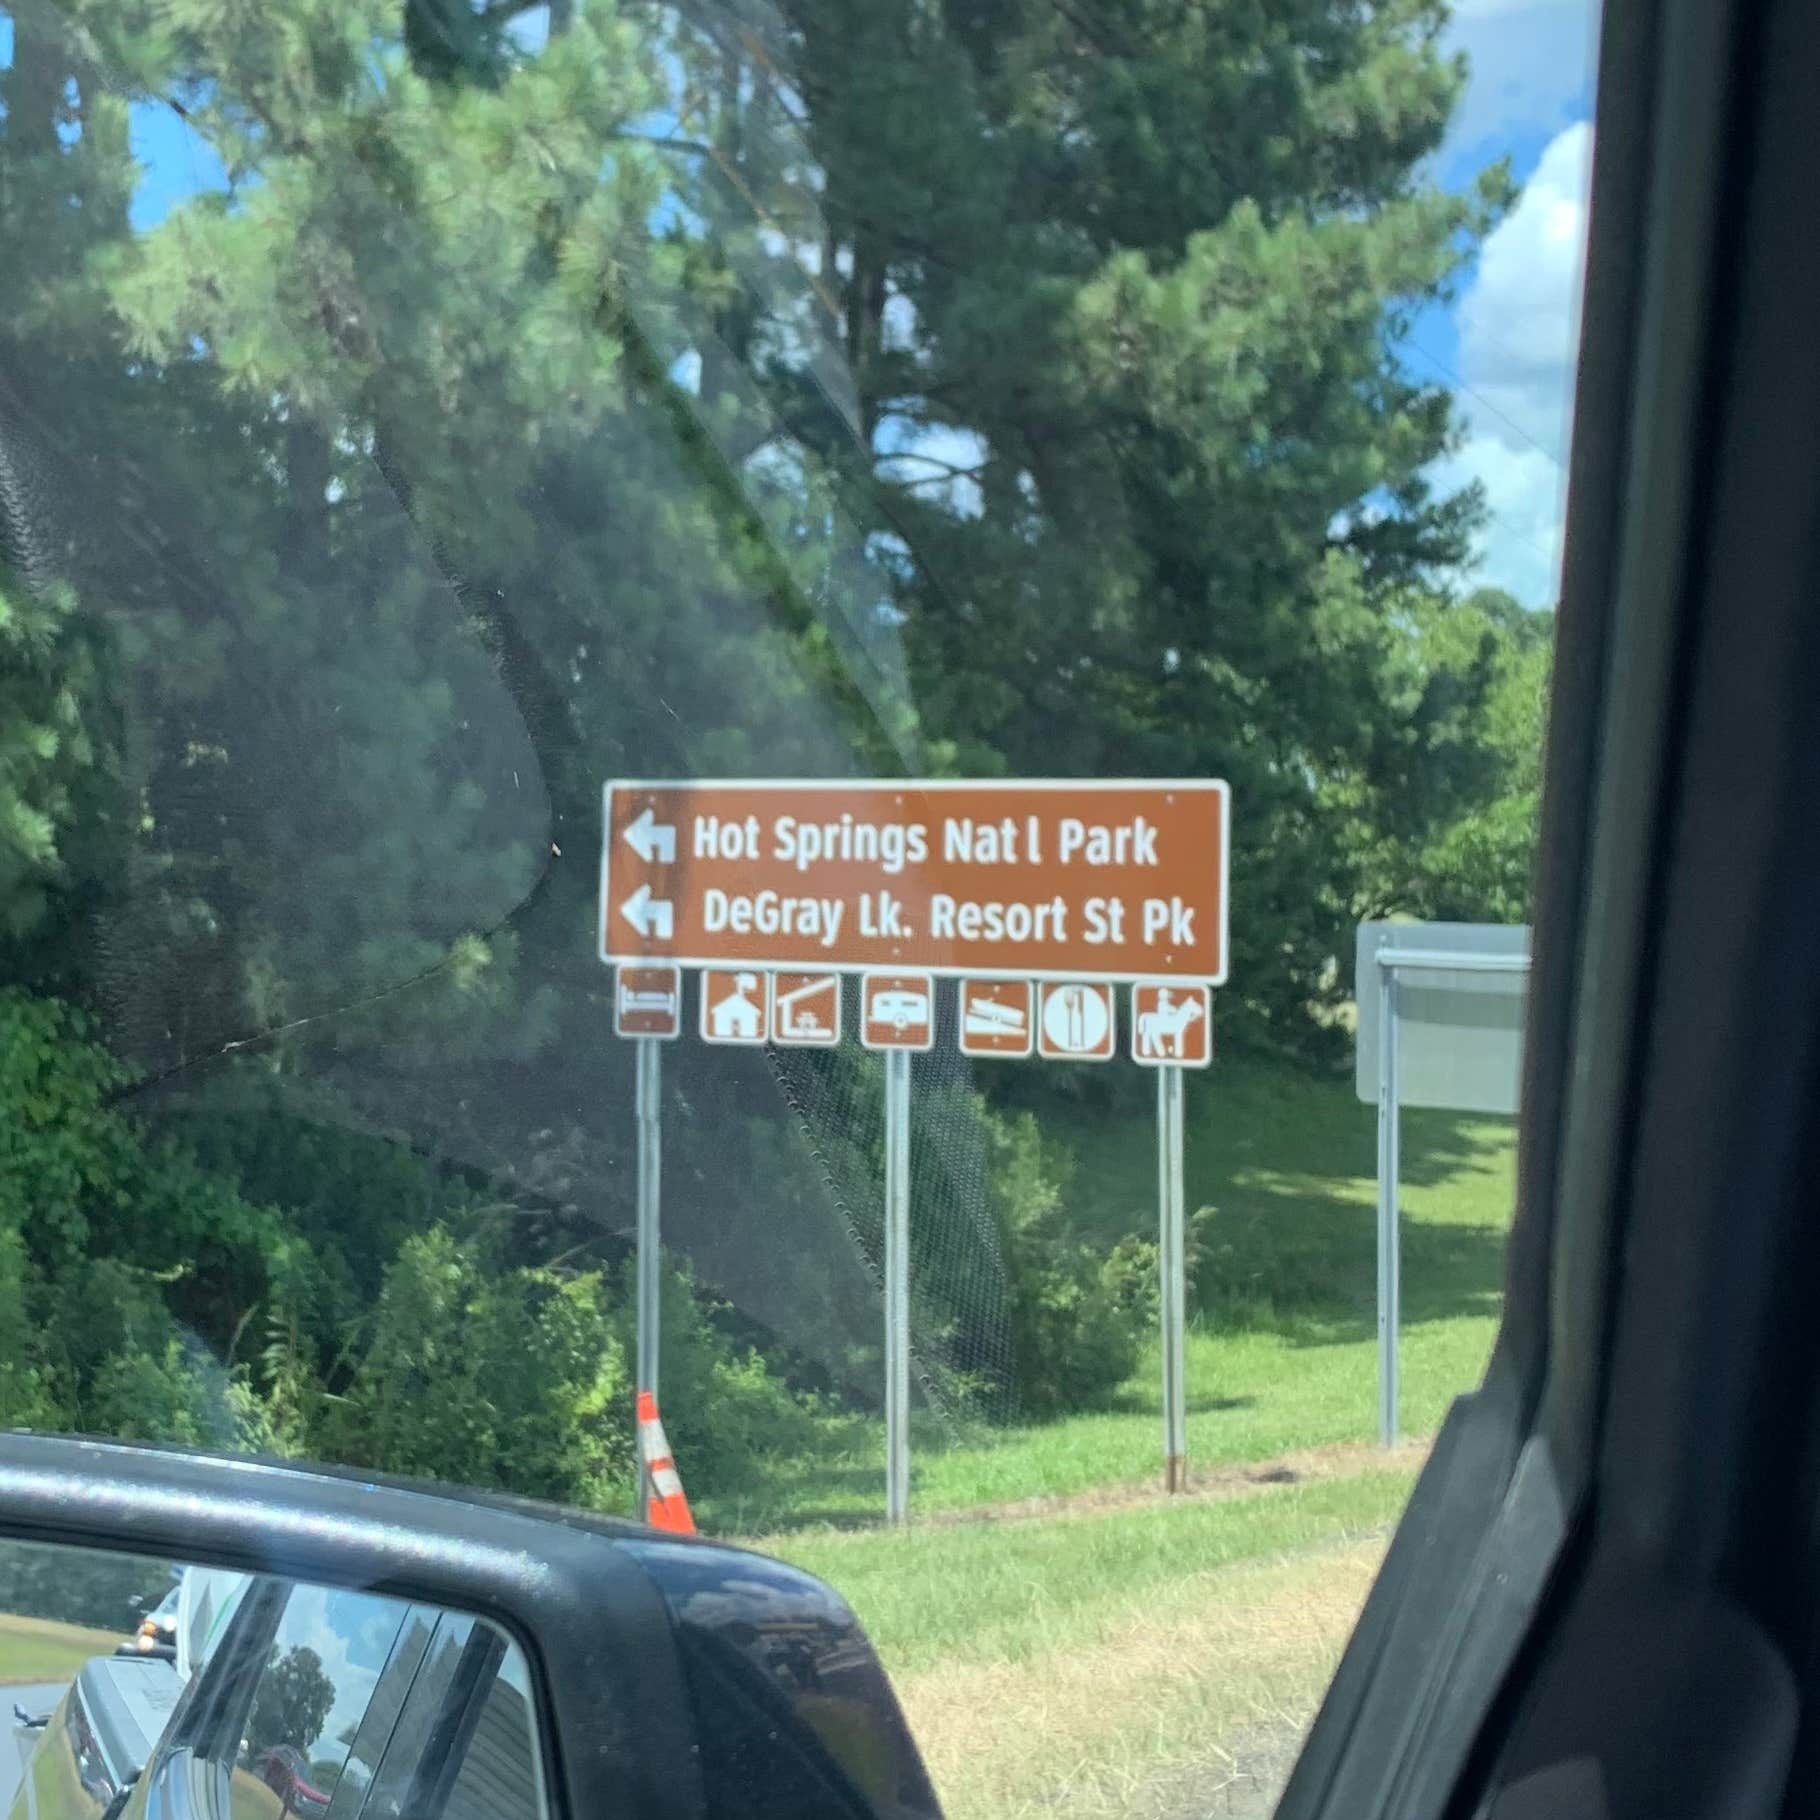 Hot Springs Nat l Park
DeGray Lk. Resort St Pk